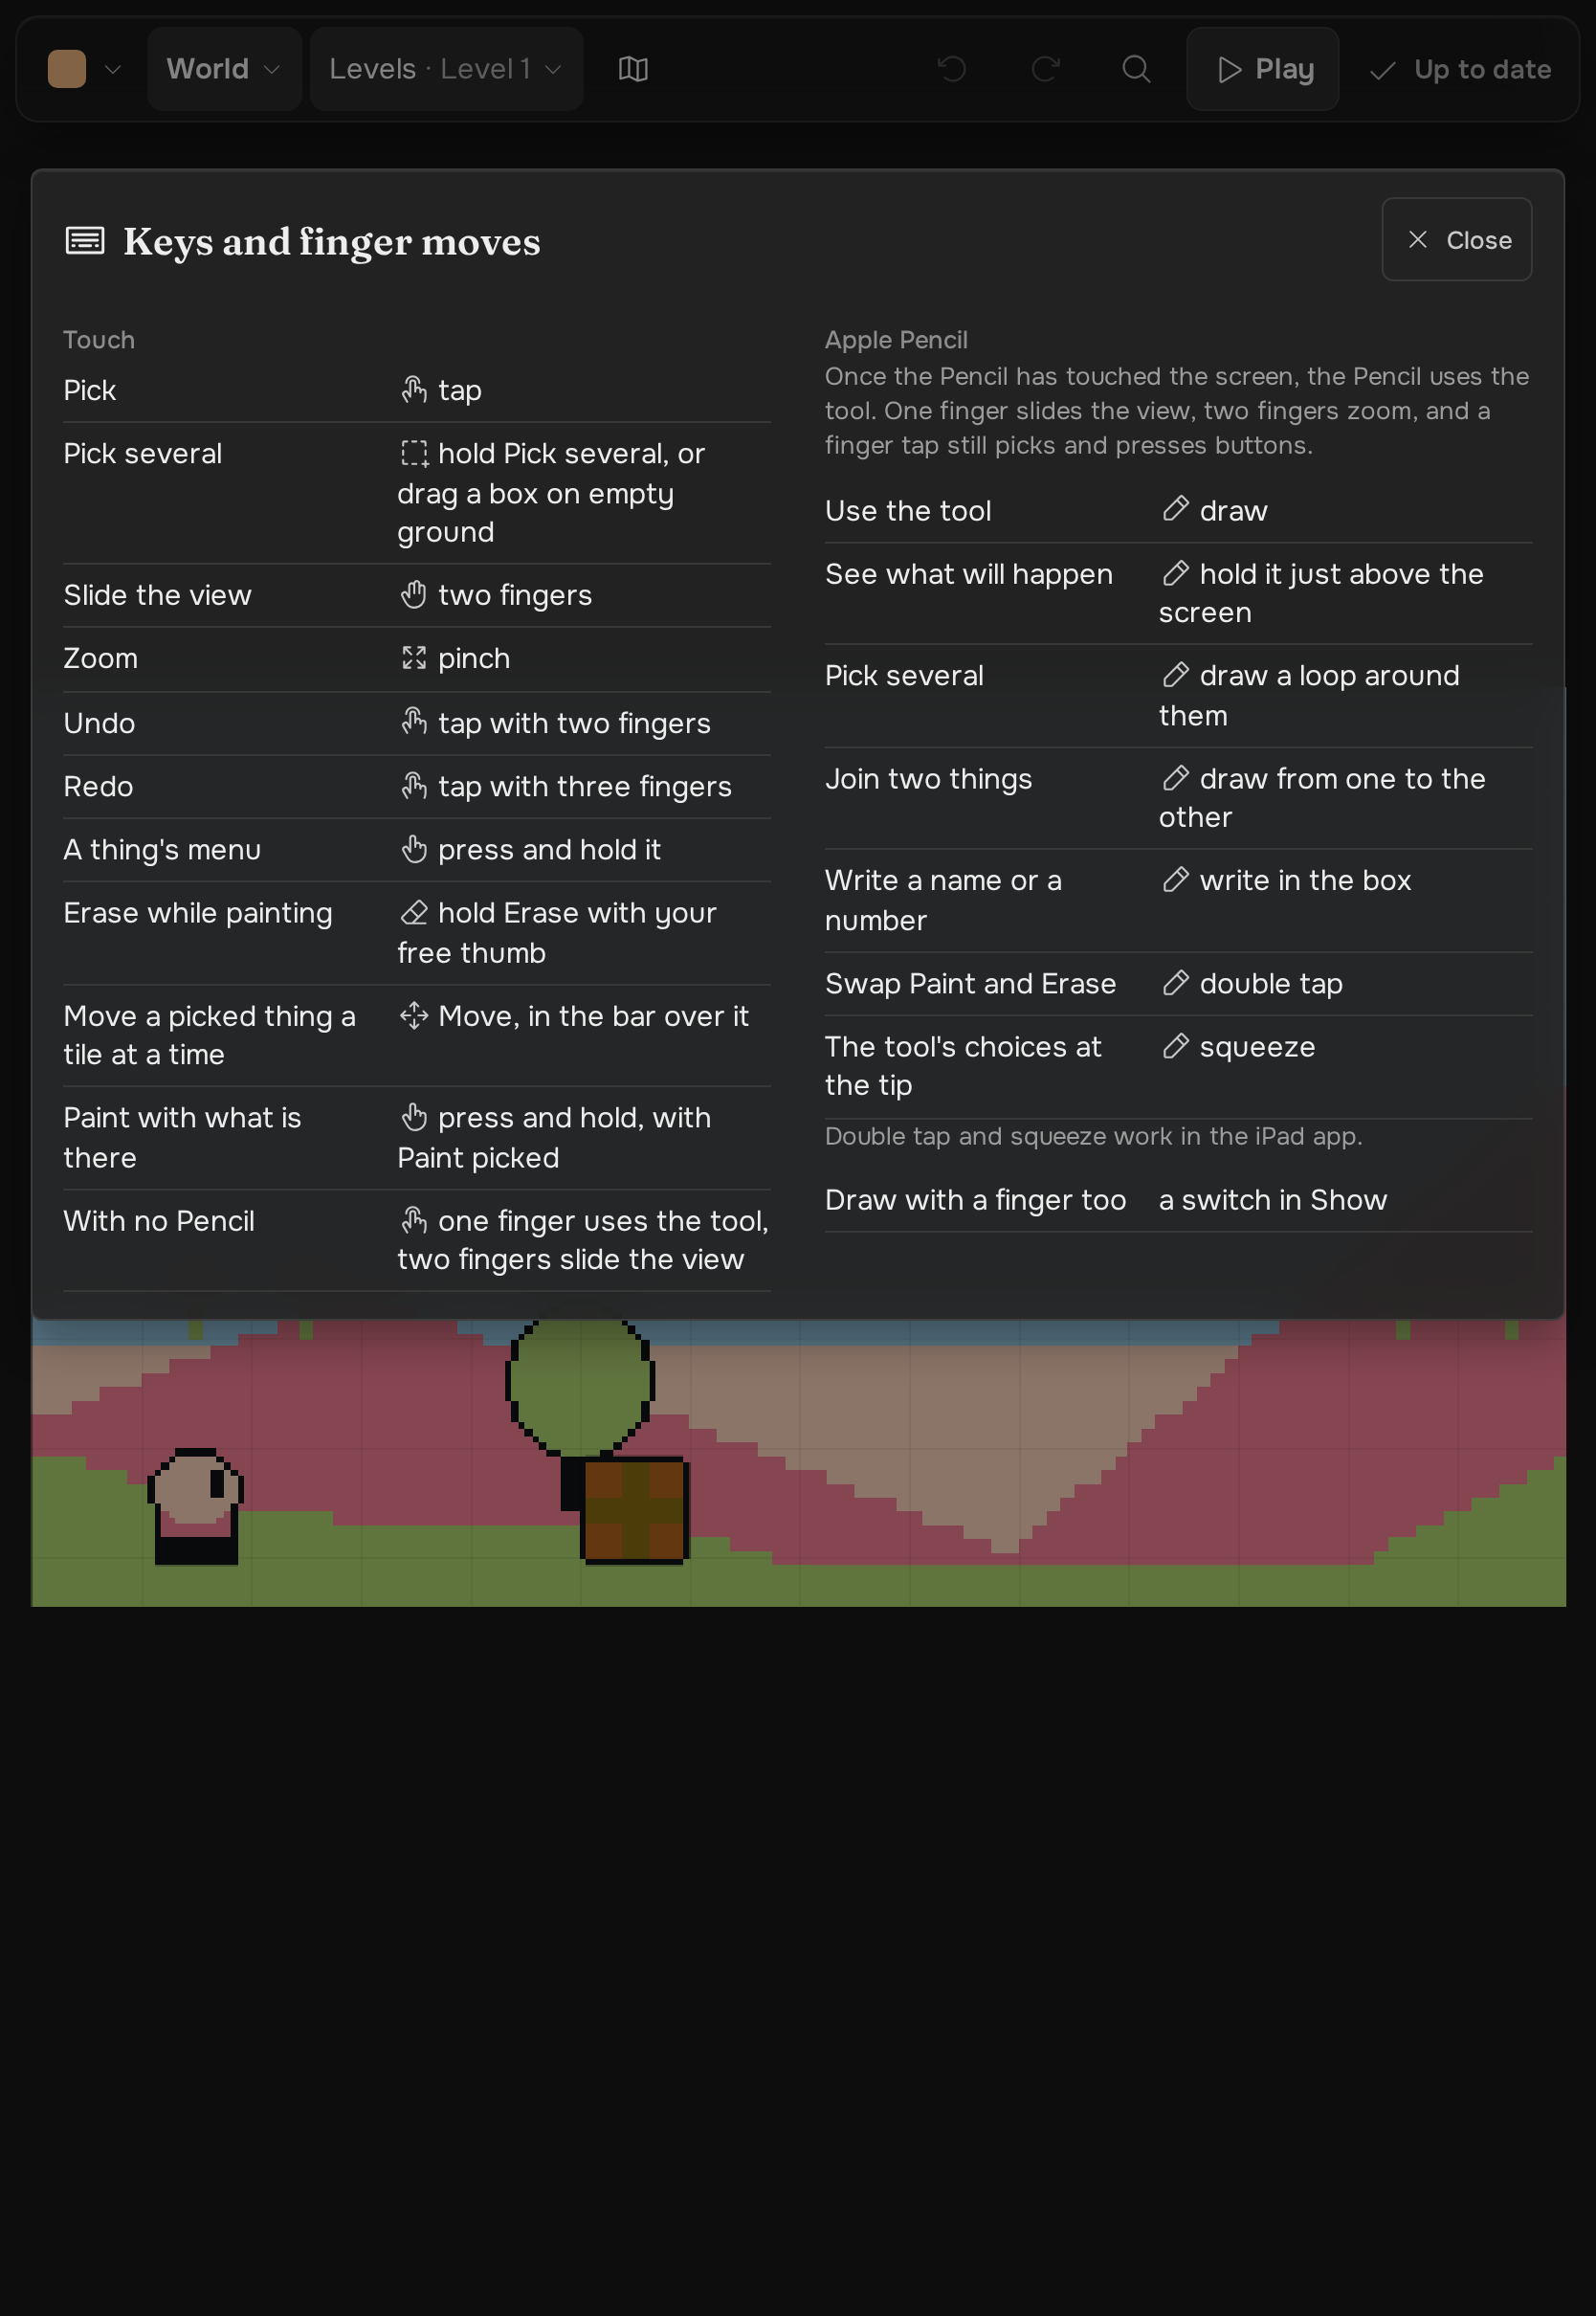 World
Levels · Level 1
Play
Up to date
Keys and finger moves
Close
Touch
Pick
tap
Pick several
hold Pick several, or
drag a box on empty
ground
Slide the view
two fingers
Zoom
pinch
Undo
tap with two fingers
Redo
tap with three fingers
A thing's menu
press and hold it
Erase while painting
hold Erase with your
free thumb
Move a picked thing a
tile at a time
Move, in the bar over it
Paint with what is
there
press and hold, with
Paint picked
With no Pencil
one finger uses the tool,
two fingers slide the view
Apple Pencil
Once the Pencil has touched the screen, the Pencil uses the
tool. One finger slides the view, two fingers zoom, and a
finger tap still picks and presses buttons.
Use the tool
draw
See what will happen
hold it just above the
screen
Pick several
draw a loop around
them
Join two things
draw from one to the
other
Write a name or a
number
write in the box
Swap Paint and Erase
double tap
The tool's choices at
the tip
squeeze
Double tap and squeeze work in the iPad app.
Draw with a finger too
a switch in Show